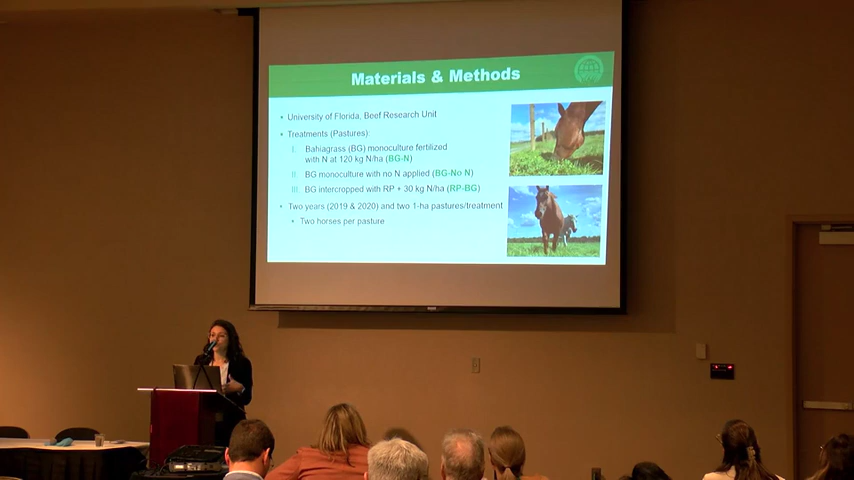 Materials & Methods
• University of Florida, Beef Research Unit
• Treatments (Pastures):
I. Bahiagrass (BG) monoculture fertilized
with N at 120 kg N/ha (BG-N)
II. BG monoculture with no N applied (BG-No N)
III. BG intercropped with RP + 30 kg N/ha (RP-BG)
• Two years (2019 & 2020) and two 1-ha pastures/treatment
• Two horses per pasture